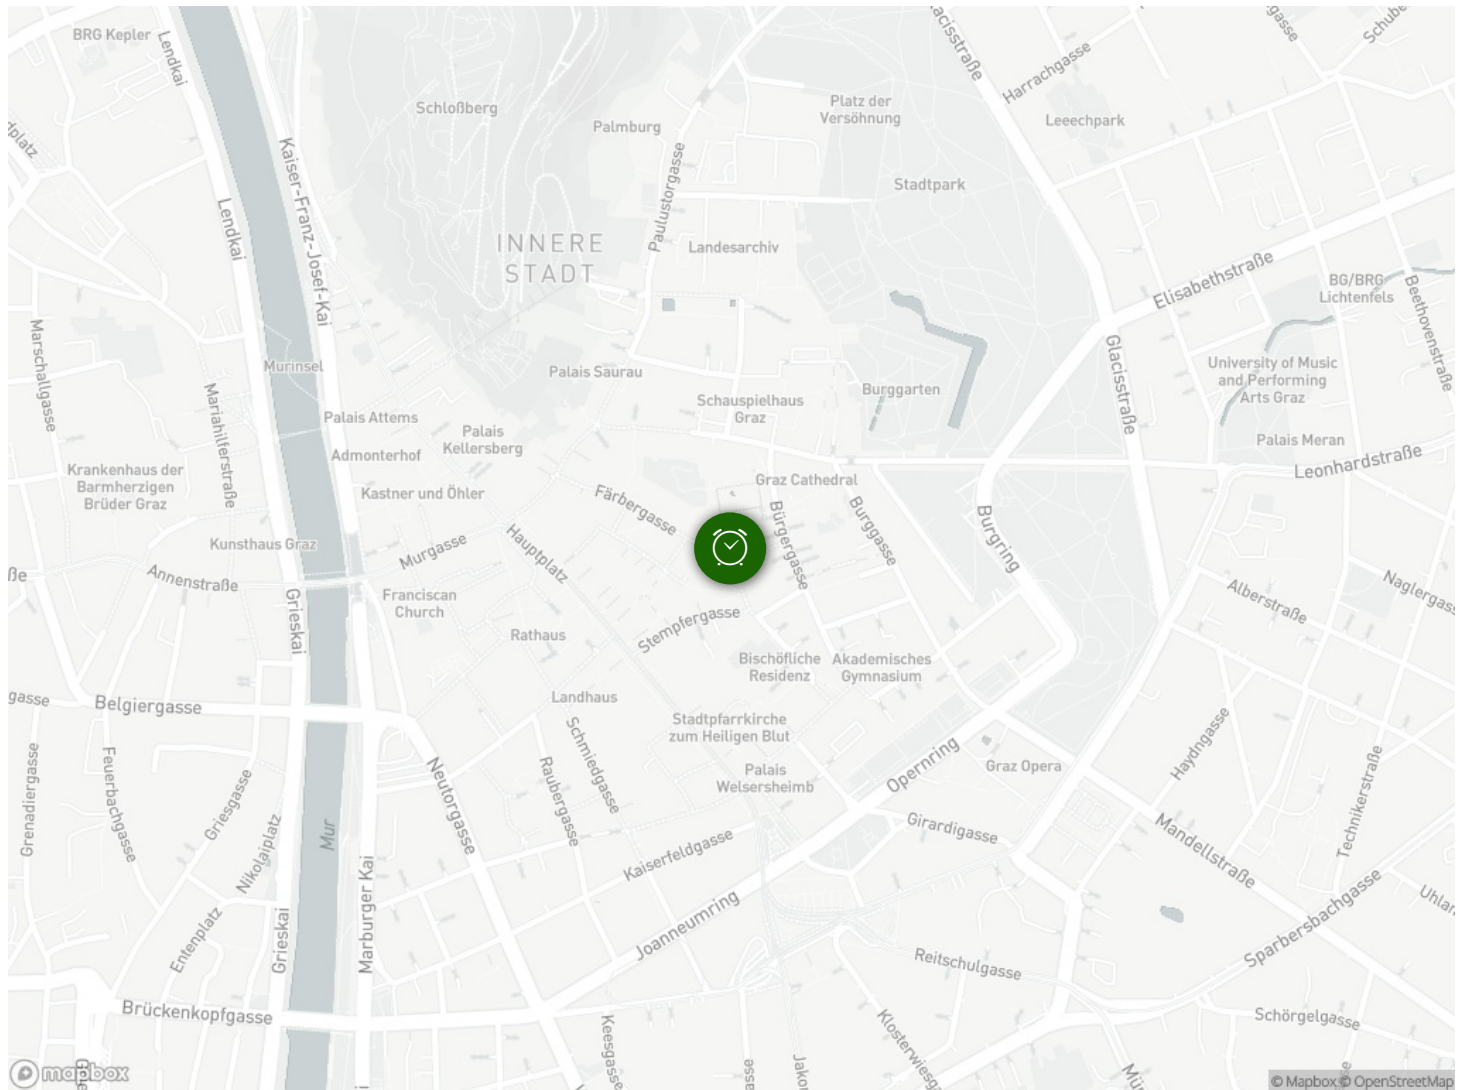 BRG Kepler
Lendkai
Schloßberg
Palmburg
Platz der
Versöhnung
Harrachgasse
Leeechpark
Stadtpark
Paulustorgasse
Kaiser-Franz-Josef-Kai
Lendkai
INNERE
STADT
Landesarchiv
Elisabethstraße
BG/BRG
Lichtenfels
Beethovenstraße
Marschallgasse
Murinsel
Mariahilferstraße
Palais Attems
Palais Saurau
Schauspielhaus
Graz
Burggarten
Glacisstraße
University of Music
and Performing
Arts Graz
Palais Meran
Leonhardstraße
Palais
Kellersberg
Admonterhof
Kastner und Öhler
Krankenhaus der
Barmherzigen
Brüder Graz
Färbergasse
Graz Cathedral
Bürgergasse
Burggasse
Burgring
Kunsthaus Graz
Murgasse
Hauptplatz
Annenstraße
Grieskai
Franciscan
Church
Rathaus
Stempfergasse
Bischöfliche
Residenz
Akademisches
Gymnasium
Alberstraße
Landhaus
Belgiergasse
Stadtpfarrkirche
zum Heiligen Blut
Palais
Welsersheimb
Opernring
Graz Opera
Haydngasse
Technikerstraße
Grenadiergasse
Feuerbachgasse
Griesgasse
Nikolaiplatz
Mur
Neutorgasse
Raubergasse
Schmiedgasse
Kaiserfeldgasse
Girardigasse
Mandellstraße
Sparbersbachgasse
Entenplatz
Grieskai
Marburger Kai
Joanneumring
Reitschulgasse
Schörgelgasse
Brückenkopfgasse
Keesgasse
mapbox
© Mapbox © OpenStreetMap